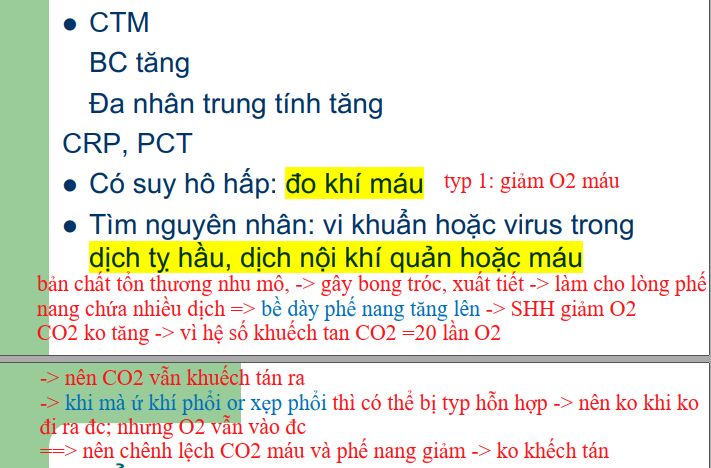 ● CTM
BC tăng
Đa nhân trung tính tăng
CRP, PCT
● Có suy hô hấp: đo khí máu typ 1: giảm O2 máu
● Tìm nguyên nhân: vi khuẩn hoặc virus trong
dịch tỵ hầu, dịch nội khí quản hoặc máu
bản chất tổn thương nhu mô, -> gây bong tróc, xuất tiết -> làm cho lòng phế
nang chứa nhiều dịch => bề dày phế nang tăng lên -> SHH giảm O2
CO2 ko tăng -> vì hệ số khuếch tan CO2 =20 lần O2
-> nên CO2 vẫn khuếch tán ra
-> khi mà ứ khí phổi or xẹp phổi thì có thể bị typ hỗn hợp -> nên ko khi ko
đi ra đc; nhưng O2 vẫn vào đc
==> nên chênh lệch CO2 máu và phế nang giảm -> ko khếch tán